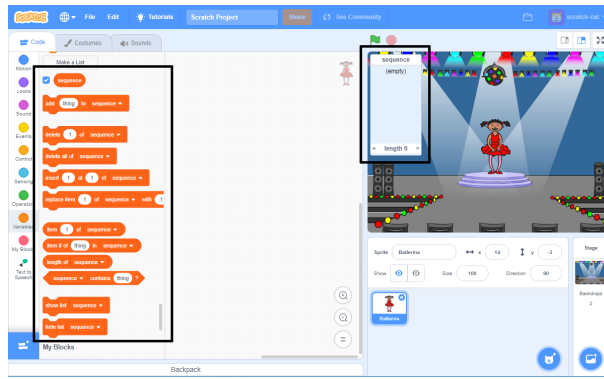 SCRATCH File Edit Tutorials Scratch Project Share See Community scratch-cat
Code Costumes Sounds
Make a List
Motion
Looks
Sound
Events
Control
Sensing
Operators
Variables
My Blocks
Text to
Speech
sequence
add thing to sequence
delete 1 of sequence
delete all of sequence
insert 1 at 1 of sequence
replace item 1 of sequence with 1
item 1 of sequence
item # of thing in sequence
length of sequence
sequence contains thing ?
show list sequence
hide list sequence
My Blocks
Backpack
sequence
(empty)
+ length 0 =
Sprite Ballerina x 14 y -3
Show Size 100 Direction 90
Ballerina
Stage
Backdrops
2